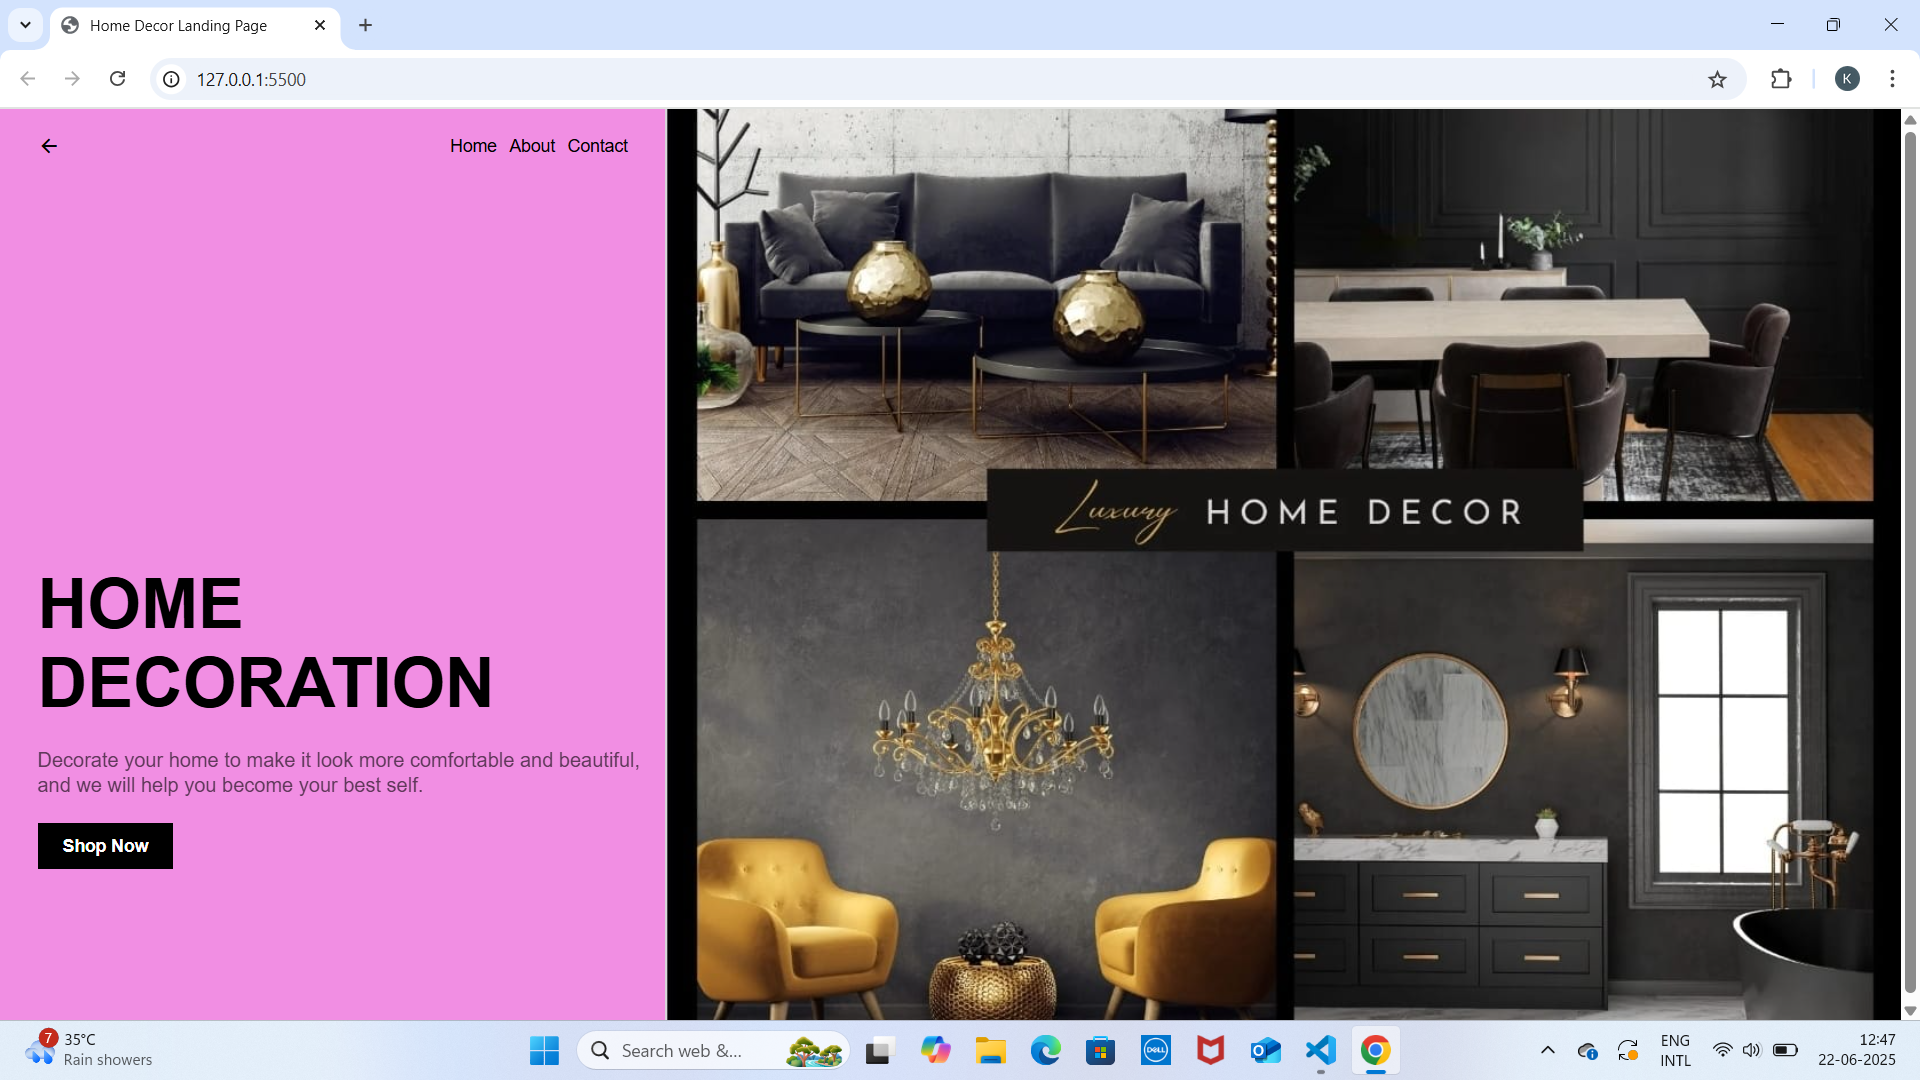 Home Decor Landing Page
127.0.0.1:5500
K
Home About Contact
HOME
DECORATION
Decorate your home to make it look more comfortable and beautiful,
and we will help you become your best self.
Shop Now
Luxury HOME DECOR
7
35°C
Rain showers
Search web &...
DELL
ENG
INTL
12:47
22-06-2025